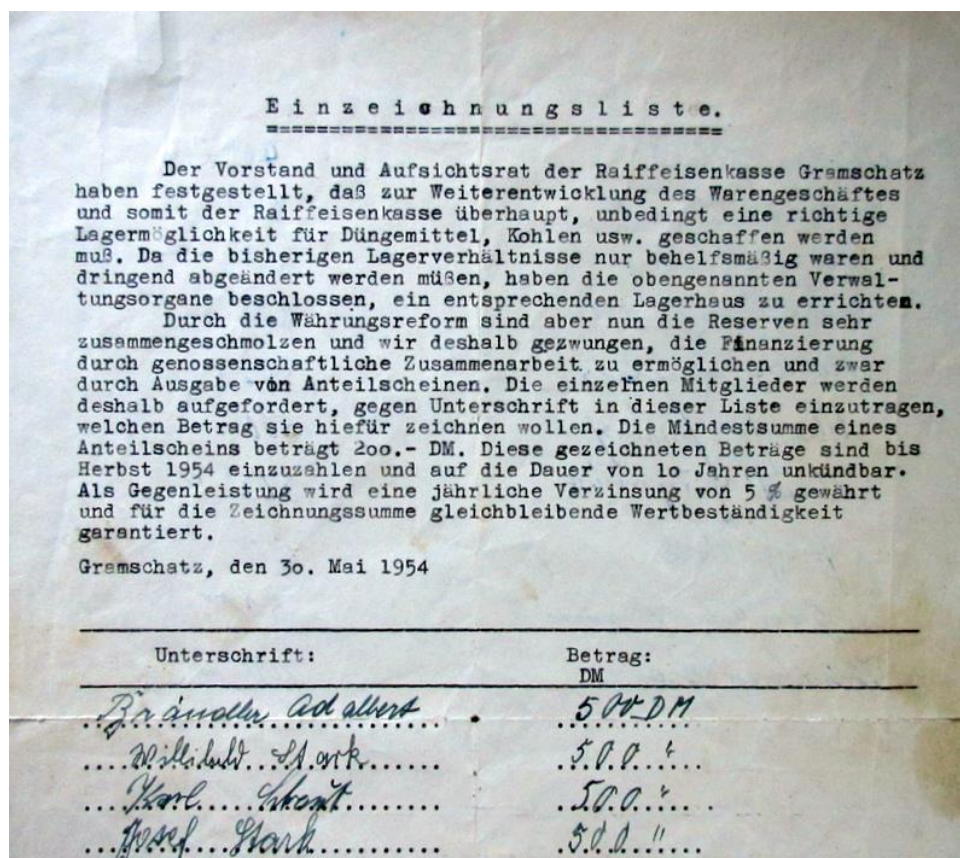 Einzeichnungsliste.
Der Vorstand und Aufsichtsrat der Raiffeisenkasse Gramschatz
haben festgestellt, daß zur Weiterentwicklung des Warengeschäftes
und somit der Raiffeisenkasse überhaupt, unbedingt eine richtige
Lagermöglichkeit für Düngemittel, Kohlen usw. geschaffen werden
muß. Da die bisherigen Lagerverhältnisse nur behelfsmäßig waren und
dringend abgeändert werden müßen, haben die obengenannten Verwal-
tungsorgane beschlossen, ein entsprechenden Lagerhaus zu errichten.
Durch die Währungsreform sind aber nun die Reserven sehr
zusammengeschmolzen und wir deshalb gezwungen, die Finanzierung
durch genossenschaftliche Zusammenarbeit zu ermöglichen und zwar
durch Ausgabe von Anteilscheinen. Die einzelnen Mitglieder werden
deshalb aufgefordert, gegen Unterschrift in dieser Liste einzutragen,
welchen Betrag sie hiefür zeichnen wollen. Die Mindestsumme eines
Anteilscheins beträgt 2oo.- DM. Diese gezeichneten Beträge sind bis
Herbst 1954 einzuzahlen und auf die Dauer von lo Jahren unkündbar.
Als Gegenleistung wird eine jährliche Verzinsung von 5 % gewährt
und für die Zeichnungssumme gleichbleibende Wertbeständigkeit
garantiert.
Gramschatz, den 3o. Mai 1954
Unterschrift: Betrag:
DM
Brändler Adalbert 500 DM
Willibald Stark 500 "
Karl 500 "
Josef Stark 500 "